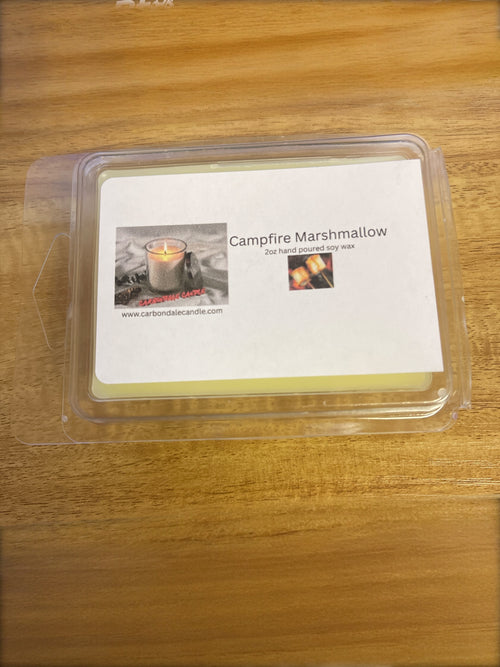 Campfire Marshmallow
2oz hand poured soy wax
www.carbondalecandle.com